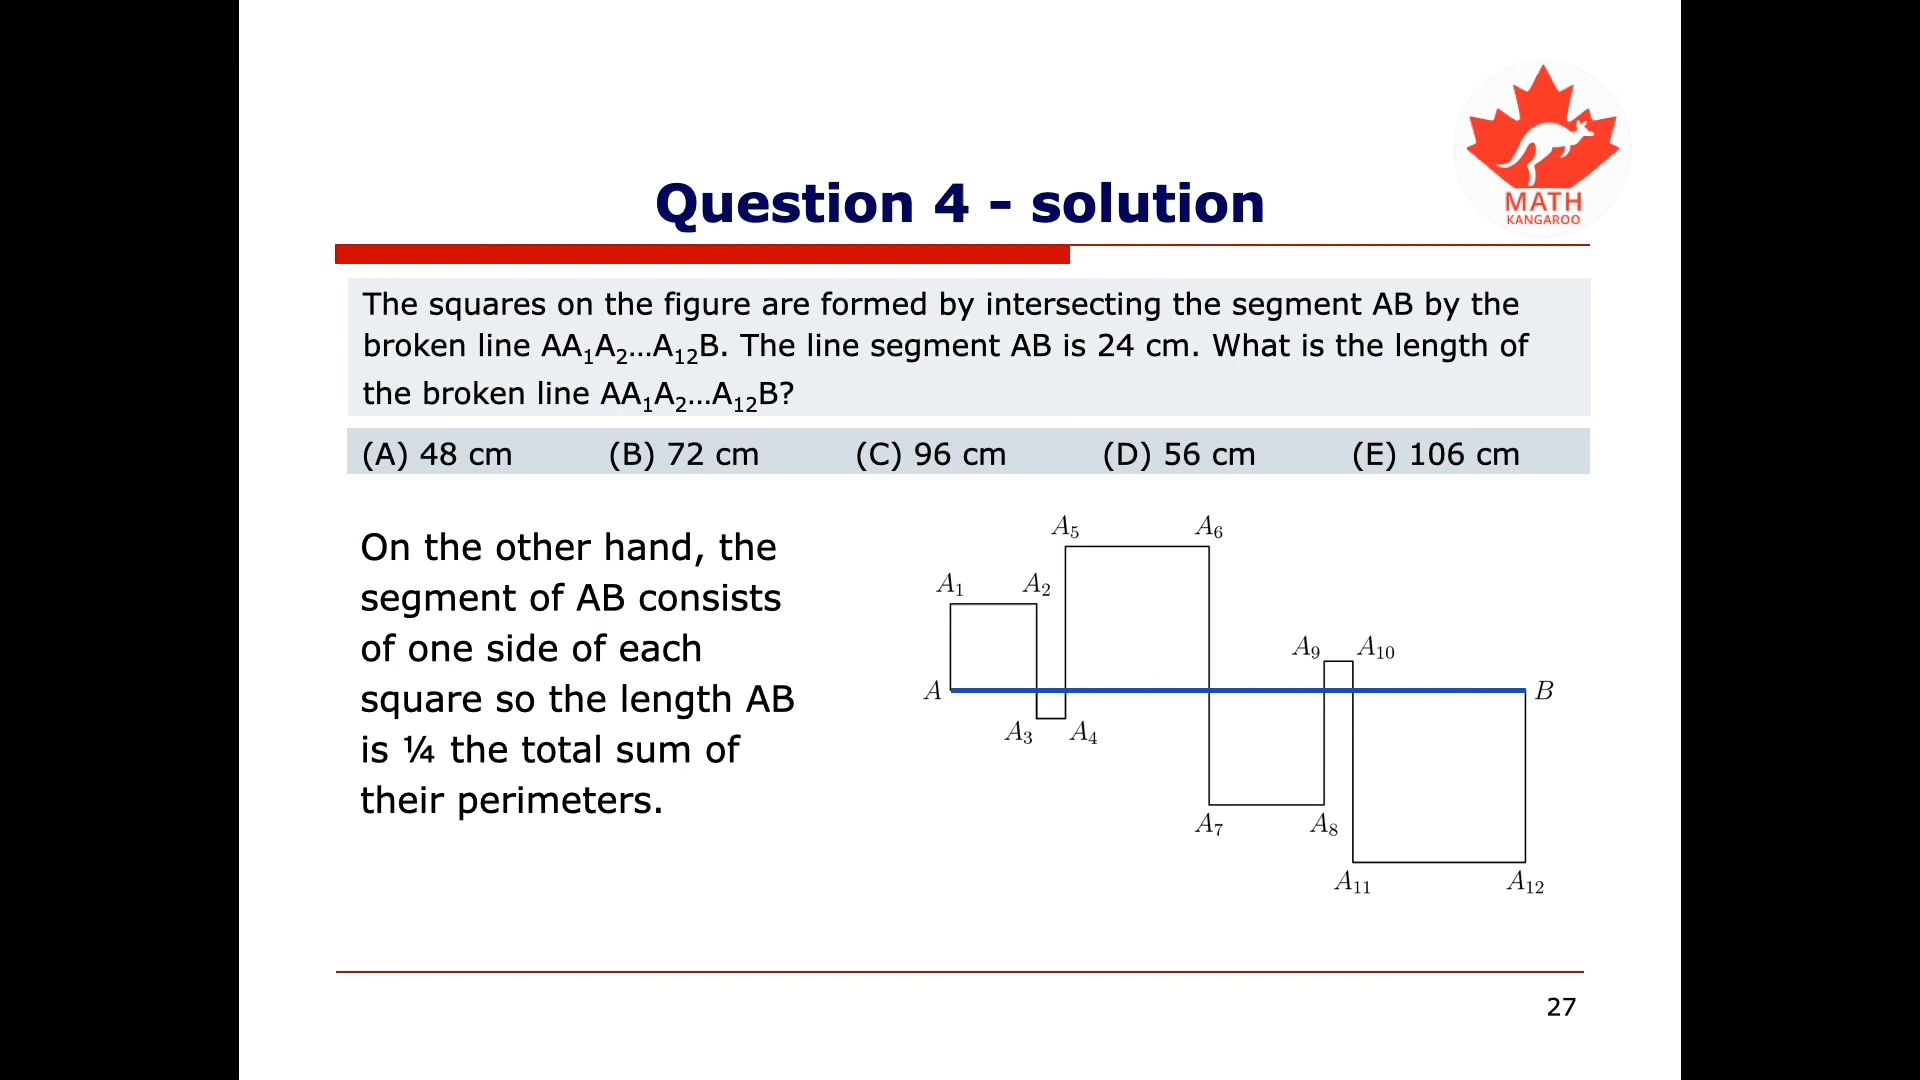 MATH
KANGAROO
Question 4 - solution
The squares on the figure are formed by intersecting the segment AB by the
broken line AA₁A₂...A₁₂B. The line segment AB is 24 cm. What is the length of
the broken line AA₁A₂...A₁₂B?
(A) 48 cm (B) 72 cm (C) 96 cm (D) 56 cm (E) 106 cm
On the other hand, the
segment of AB consists
of one side of each
square so the length AB
is ¼ the total sum of
their perimeters.
A₅ A₆
A₁ A₂
A₉ A₁₀
A B
A₃ A₄
A₇ A₈
A₁₁ A₁₂
27